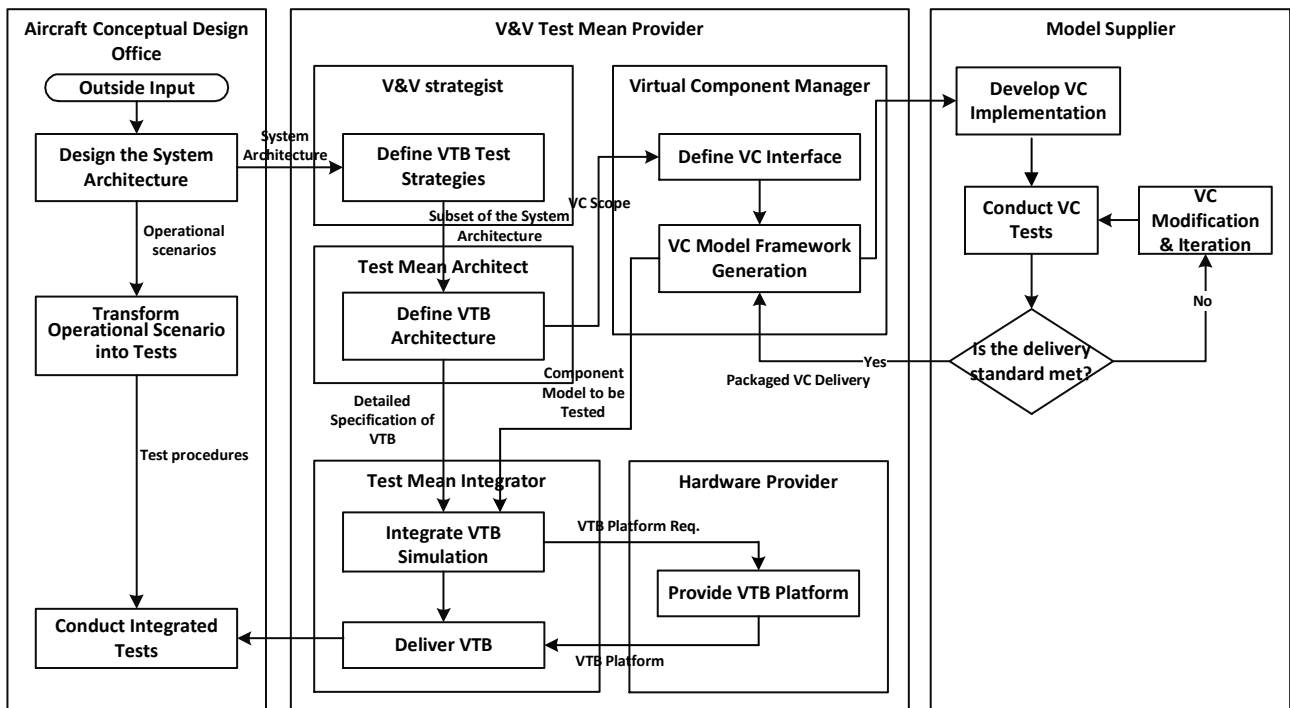 Aircraft Conceptual Design
Office
Outside Input
Design the System
Architecture
Operational
scenarios
Transform
Operational Scenario
into Tests
Test procedures
Conduct Integrated
Tests
System
Architecture
V&V Test Mean Provider
V&V strategist
Define VTB Test
Strategies
Subset of the System
Architecture
Test Mean Architect
Define VTB
Architecture
Detailed
Specification of
VTB
Test Mean Integrator
Integrate VTB
Simulation
Deliver VTB
VC Scope
Virtual Component Manager
Define VC Interface
VC Model Framework
Generation
Component
Model to be
Tested
Packaged VC Delivery
Hardware Provider
VTB Platform Req.
Provide VTB Platform
VTB Platform
Model Supplier
Develop VC
Implementation
Conduct VC
Tests
VC
Modification
& Iteration
No
Yes
Is the delivery
standard met?